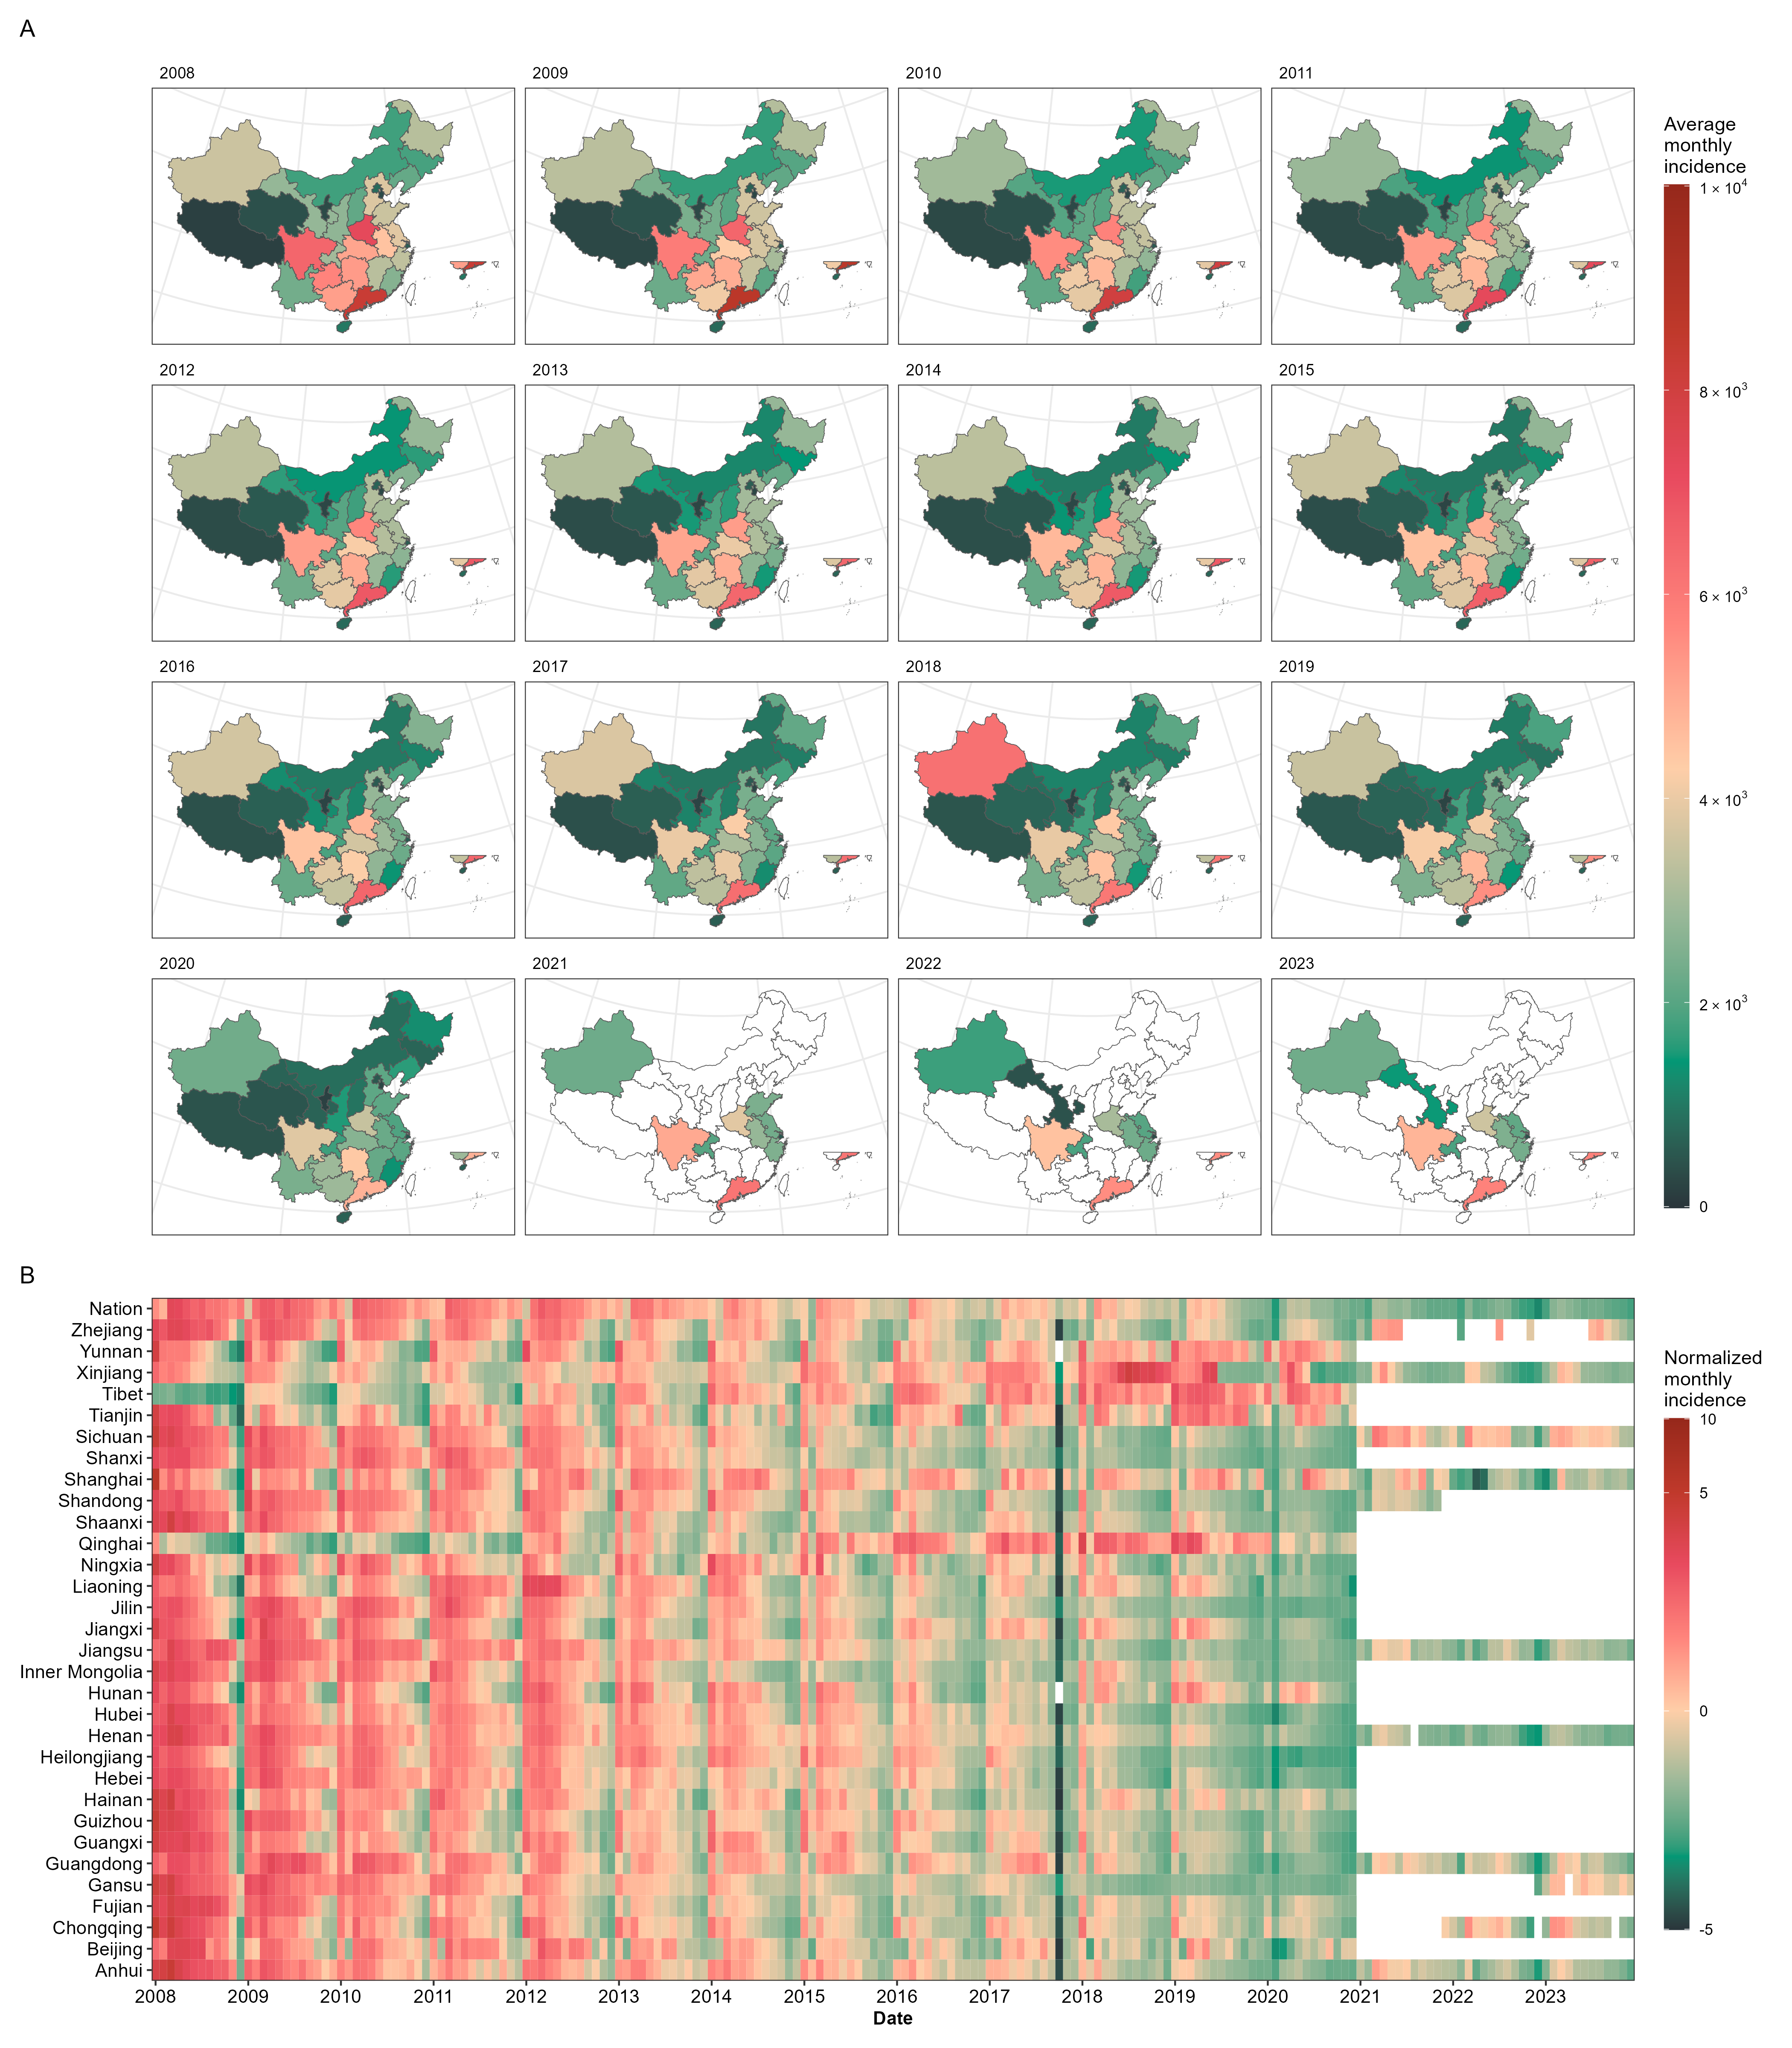 A
2008
2009
2010
2011
Average
monthly
incidence
1 × 10⁴
8 × 10³
6 × 10³
4 × 10³
2 × 10³
0
2012
2013
2014
2015
2016
2017
2018
2019
2020
2021
2022
2023
B
Nation
Zhejiang
Yunnan
Xinjiang
Tibet
Tianjin
Sichuan
Shanxi
Shanghai
Shandong
Shaanxi
Qinghai
Ningxia
Liaoning
Jilin
Jiangxi
Jiangsu
Inner Mongolia
Hunan
Hubei
Henan
Heilongjiang
Hebei
Hainan
Guizhou
Guangxi
Guangdong
Gansu
Fujian
Chongqing
Beijing
Anhui
2008 2009 2010 2011 2012 2013 2014 2015 2016 2017 2018 2019 2020 2021 2022 2023
Date
Normalized
monthly
incidence
10
5
0
-5